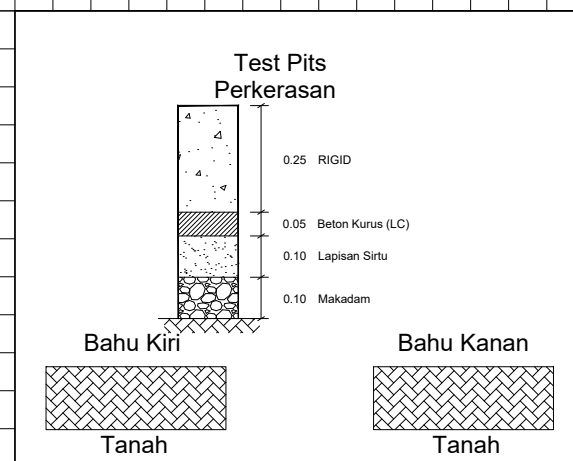 Test Pits
Perkerasan
0.25 RIGID
0.05 Beton Kurus (LC)
0.10 Lapisan Sirtu
0.10 Makadam
Bahu Kiri
Bahu Kanan
Tanah
Tanah